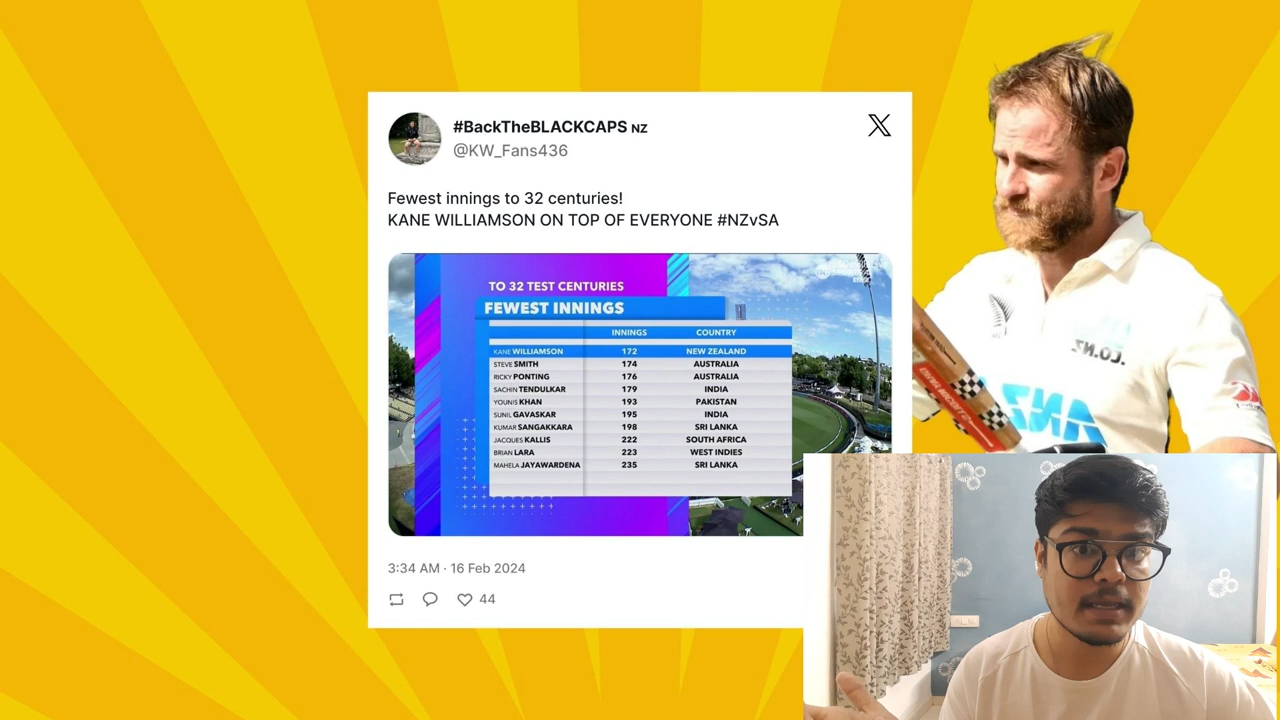 #BackTheBLACKCAPS NZ
@KW_Fans436
Fewest innings to 32 centuries!
KANE WILLIAMSON ON TOP OF EVERYONE #NZvSA
TO 32 TEST CENTURIES
FEWEST INNINGS
INNINGS COUNTRY
KANE WILLIAMSON 172 NEW ZEALAND
STEVE SMITH 174 AUSTRALIA
RICKY PONTING 176 AUSTRALIA
SACHIN TENDULKAR 179 INDIA
YOUNIS KHAN 193 PAKISTAN
SUNIL GAVASKAR 195 INDIA
KUMAR SANGAKKARA 198 SRI LANKA
JACQUES KALLIS 222 SOUTH AFRICA
BRIAN LARA 223 WEST INDIES
MAHELA JAYAWARDENA 235 SRI LANKA
3:34 AM · 16 Feb 2024
44
ANZ
.CO.NZ